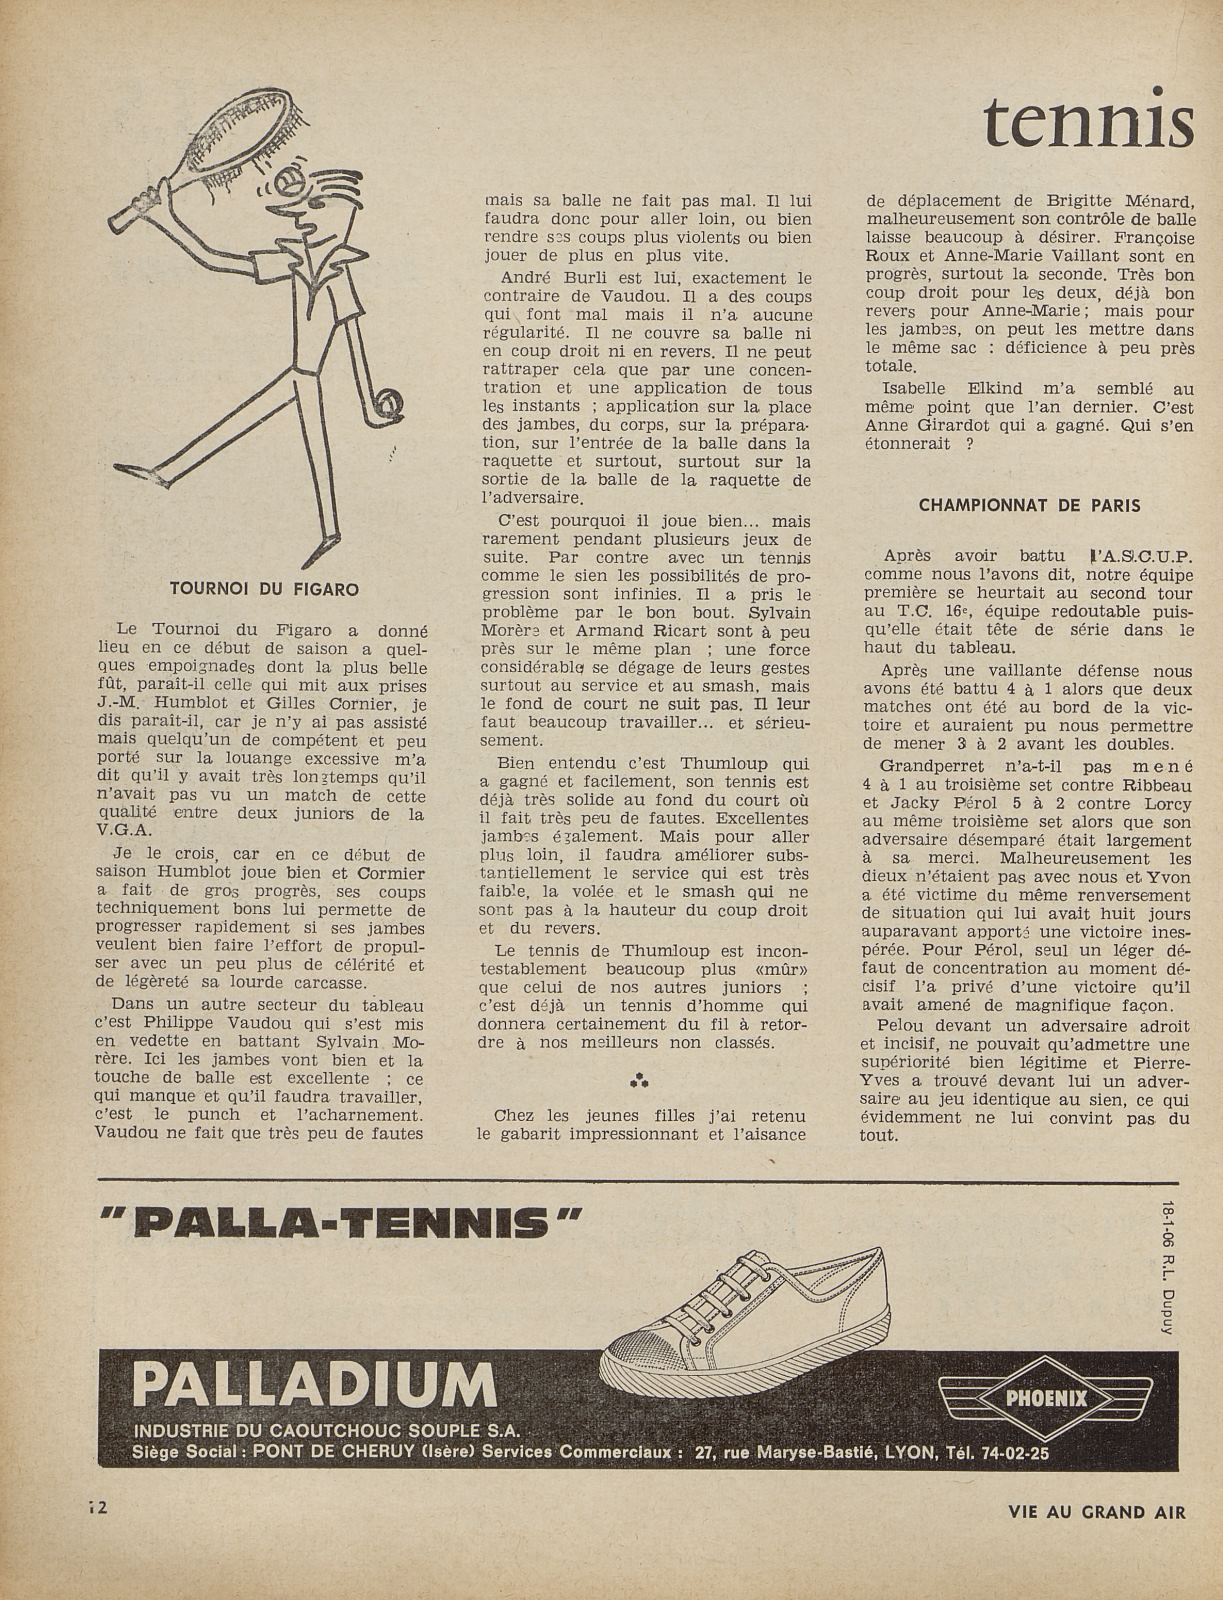 tennis
TOURNOI DU FIGARO
Le Tournoi du Figaro a donné
lieu en ce début de saison a quel-
ques empoignades dont la plus belle
fût, paraît-il celle qui mit aux prises
J.-M. Humblot et Gilles Cornier, je
dis paraît-il, car je n'y ai pas assisté
mais quelqu'un de compétent et peu
porté sur la louange excessive m'a
dit qu'il y avait très longtemps qu'il
n'avait pas vu un match de cette
qualité entre deux juniors de la
V.G.A.
Je le crois, car en ce début de
saison Humblot joue bien et Cormier
a fait de gros progrès, ses coups
techniquement bons lui permette de
progresser rapidement si ses jambes
veulent bien faire l'effort de propul-
ser avec un peu plus de célérité et
de légèreté sa lourde carcasse.
Dans un autre secteur du tableau
c'est Philippe Vaudou qui s'est mis
en vedette en battant Sylvain Mo-
rère. Ici les jambes vont bien et la
touche de balle est excellente ; ce
qui manque et qu'il faudra travailler,
c'est le punch et l'acharnement.
Vaudou ne fait que très peu de fautes
mais sa balle ne fait pas mal. Il lui
faudra donc pour aller loin, ou bien
rendre ses coups plus violents ou bien
jouer de plus en plus vite.
André Burli est lui, exactement le
contraire de Vaudou. Il a des coups
qui font mal mais il n'a aucune
régularité. Il ne couvre sa balle ni
en coup droit ni en revers. Il ne peut
rattraper cela que par une concen-
tration et une application de tous
les instants ; application sur la place
des jambes, du corps, sur la prépara-
tion, sur l'entrée de la balle dans la
raquette et surtout, surtout sur la
sortie de la balle de la raquette de
l'adversaire.
C'est pourquoi il joue bien... mais
rarement pendant plusieurs jeux de
suite. Par contre avec un tennis
comme le sien les possibilités de pro-
gression sont infinies. Il a pris le
problème par le bon bout. Sylvain
Morère et Armand Ricart sont à peu
près sur le même plan ; une force
considérable se dégage de leurs gestes
surtout au service et au smash, mais
le fond de court ne suit pas. Il leur
faut beaucoup travailler... et sérieu-
sement.
Bien entendu c'est Thumloup qui
a gagné et facilement, son tennis est
déjà très solide au fond du court où
il fait très peu de fautes. Excellentes
jambes également. Mais pour aller
plus loin, il faudra améliorer subs-
tantiellement le service qui est très
faible, la volée et le smash qui ne
sont pas à la hauteur du coup droit
et du revers.
Le tennis de Thumloup est incon-
testablement beaucoup plus «mûr»
que celui de nos autres juniors ;
c'est déjà un tennis d'homme qui
donnera certainement du fil à retor-
dre à nos meilleurs non classés.
Chez les jeunes filles j'ai retenu
le gabarit impressionnant et l'aisance
de déplacement de Brigitte Ménard,
malheureusement son contrôle de balle
laisse beaucoup à désirer. Françoise
Roux et Anne-Marie Vaillant sont en
progrès, surtout la seconde. Très bon
coup droit pour les deux, déjà bon
revers pour Anne-Marie ; mais pour
les jambes, on peut les mettre dans
le même sac : déficience à peu près
totale.
Isabelle Elkind m'a semblé au
même point que l'an dernier. C'est
Anne Girardot qui a gagné. Qui s'en
étonnerait ?
CHAMPIONNAT DE PARIS
Après avoir battu l'A.S.C.U.P.
comme nous l'avons dit, notre équipe
première se heurtait au second tour
au T.C. 16e, équipe redoutable puis-
qu'elle était tête de série dans le
haut du tableau.
Après une vaillante défense nous
avons été battu 4 à 1 alors que deux
matches ont été au bord de la vic-
toire et auraient pu nous permettre
de mener 3 à 2 avant les doubles.
Grandperret n'a-t-il pas mené
4 à 1 au troisième set contre Ribbeau
et Jacky Pérol 5 à 2 contre Lorcy
au même troisième set alors que son
adversaire désemparé était largement
à sa merci. Malheureusement les
dieux n'étaient pas avec nous et Yvon
a été victime du même renversement
de situation qui lui avait huit jours
auparavant apporté une victoire ines-
pérée. Pour Pérol, seul un léger dé-
faut de concentration au moment dé-
cisif l'a privé d'une victoire qu'il
avait amené de magnifique façon.
Pelou devant un adversaire adroit
et incisif, ne pouvait qu'admettre une
supériorité bien légitime et Pierre-
Yves a trouvé devant lui un adver-
saire au jeu identique au sien, ce qui
évidemment ne lui convint pas du
tout.
"PALLA-TENNIS"
18-1-06 R.L. Dupuy
PALLADIUM
PHOENIX
INDUSTRIE DU CAOUTCHOUC SOUPLE S.A.
Siège Social : PONT DE CHERUY (Isère) Services Commerciaux : 27, rue Maryse-Bastié, LYON, Tél. 74-02-25
12
VIE AU GRAND AIR